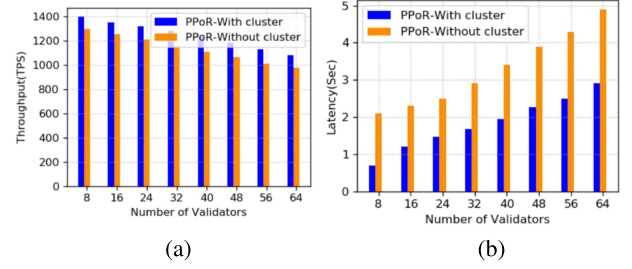 PPoR-With cluster
PPoR-Without cluster
Throughput(TPS)
1400
1200
1000
800
600
400
200
0
8 16 24 32 40 48 56 64
Number of Validators
(a)
PPoR-With cluster
PPoR-Without cluster
Latency(Sec)
5
4
3
2
1
0
8 16 24 32 40 48 56 64
Number of Validators
(b)